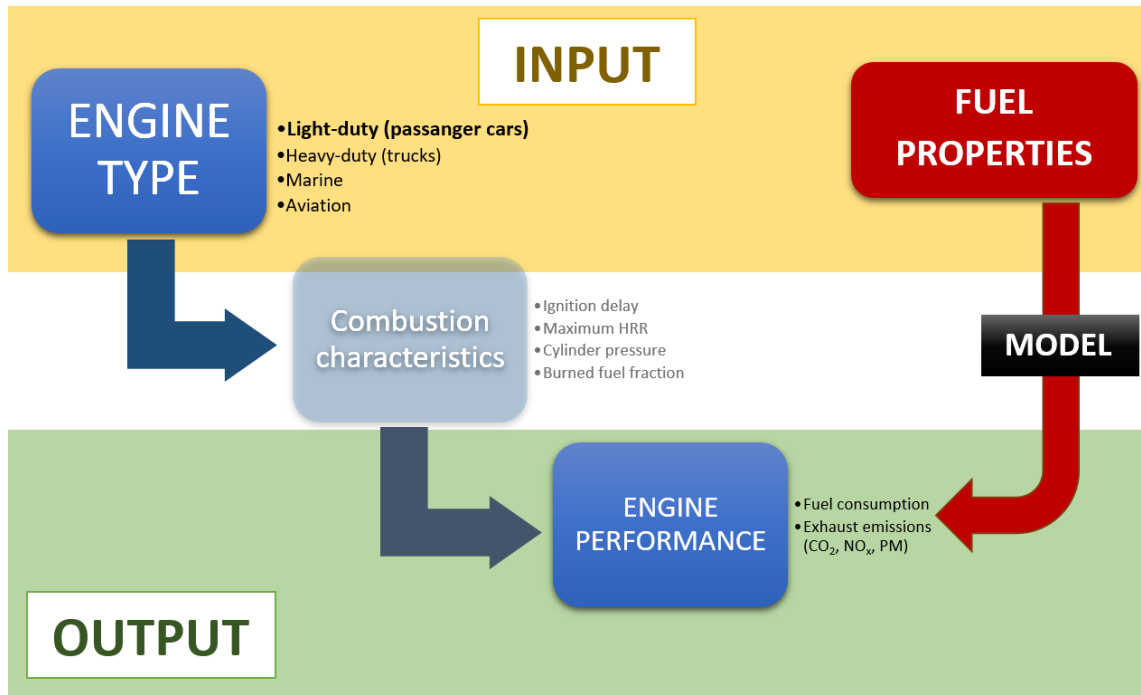 INPUT
ENGINE
TYPE
•Light-duty (passanger cars)
•Heavy-duty (trucks)
•Marine
•Aviation
FUEL
PROPERTIES
Combustion
characteristics
•Ignition delay
•Maximum HRR
•Cylinder pressure
•Burned fuel fraction
MODEL
ENGINE
PERFORMANCE
•Fuel consumption
•Exhaust emissions
(CO₂, NOₓ, PM)
OUTPUT